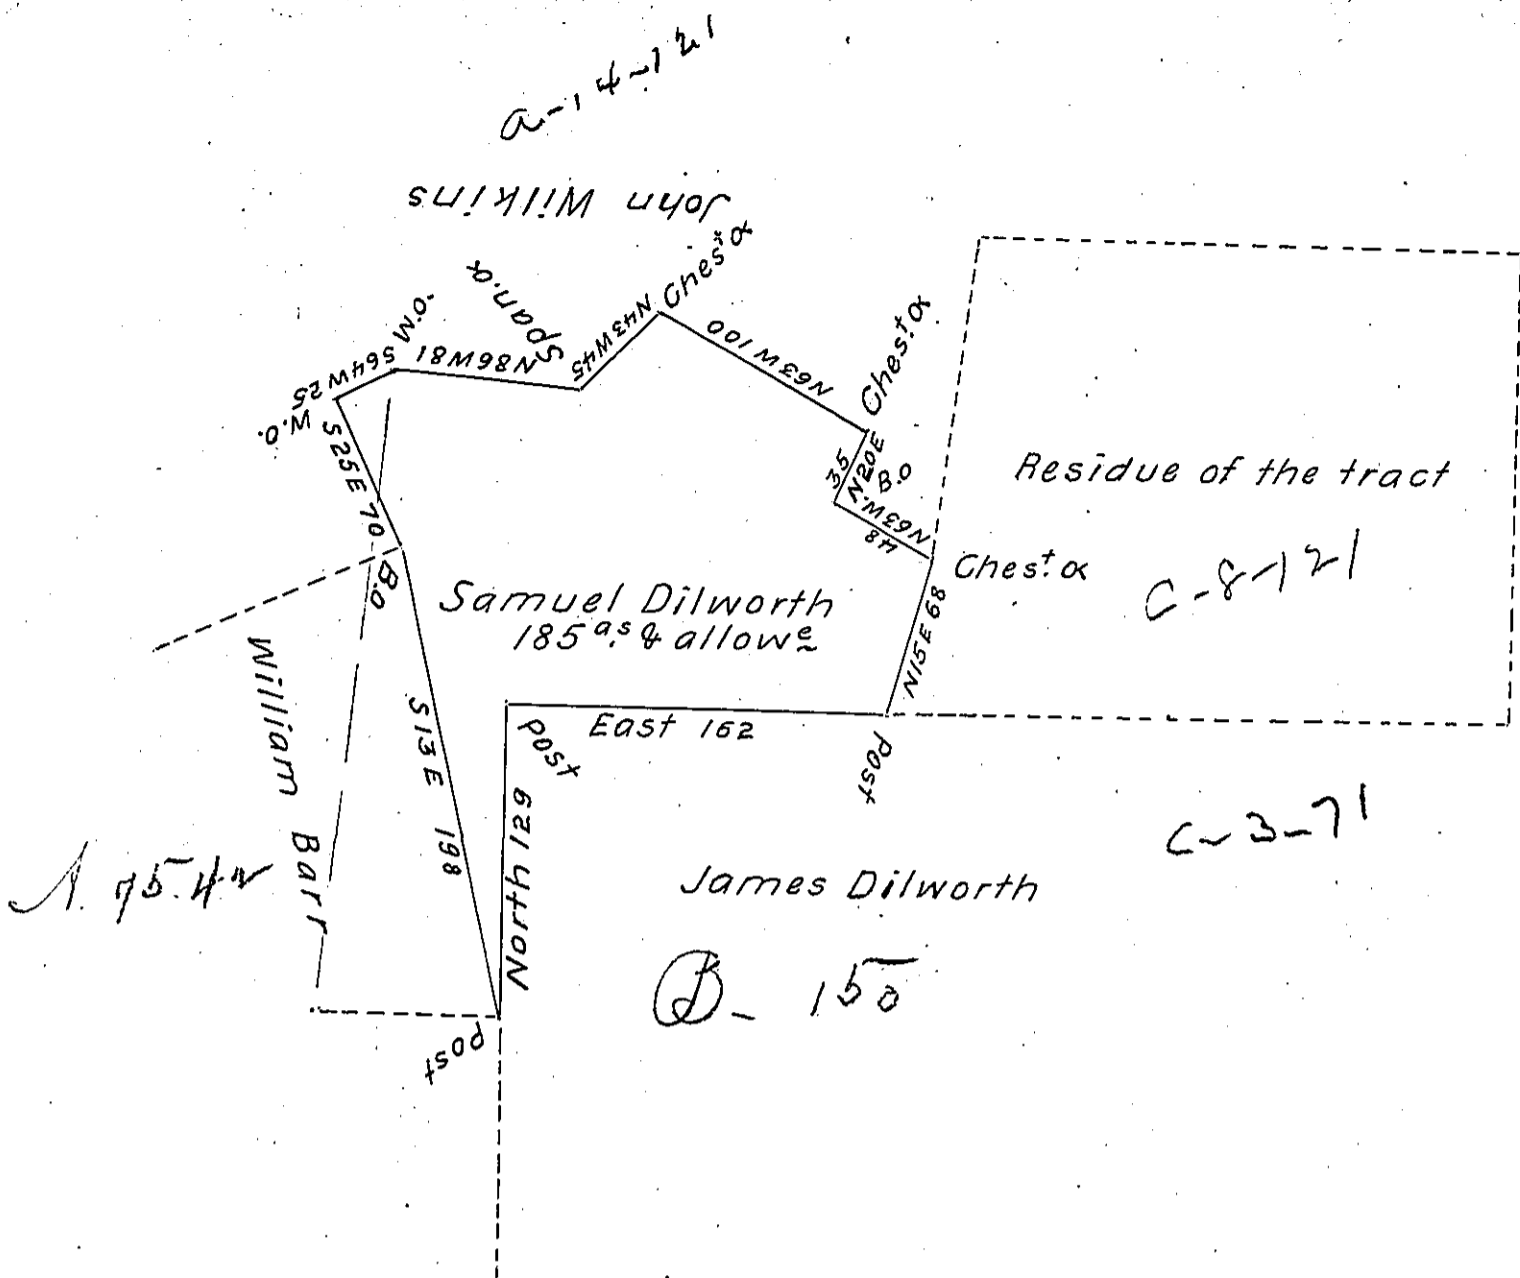 a-14-121
John Wilkins
Ches.t α
Span.α
N43W45
N63W100
Ches.t α
W.O.
S64W25
N86W81
W.O.
S25E 70
B.O
35
N20E
B.O
N63W.
48
Residue of the tract
Ches.t α
C-8-121
Samuel Dilworth
185 a.s & allowe
N15E 68
William Barr
S13E 198
Post
East 162
Post
North 129
C-3-71
James Dilworth
B- 150
Post